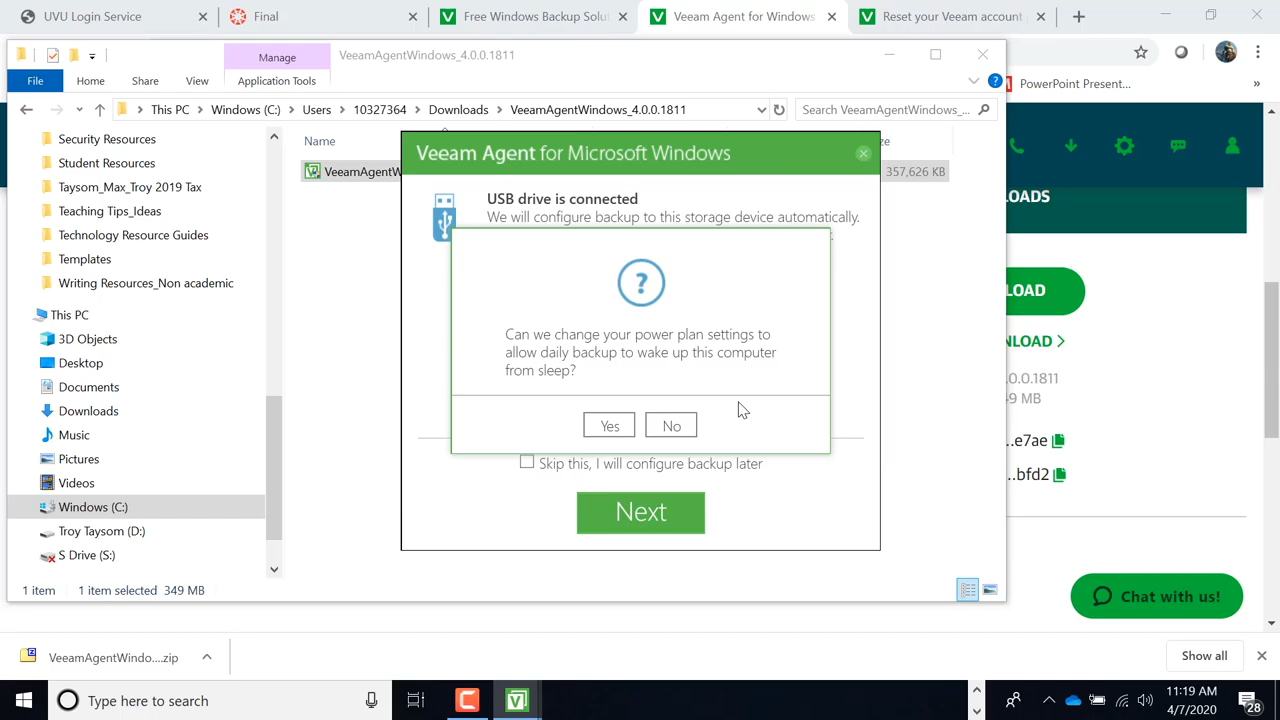 UVU Login Service
Final
Free Windows Backup Solu
Veeam Agent for Windows
Reset your Veeam account
Manage
VeeamAgentWindows_4.0.0.1811
File
Home
Share
View
Application Tools
PowerPoint Present...
»
This PC
Windows (C:)
Users
10327364
Downloads
VeeamAgentWindows_4.0.0.1811
Search VeeamAgentWindows_...
Security Resources
Student Resources
Taysom_Max_Troy 2019 Tax
Teaching Tips_Ideas
Technology Resource Guides
Templates
Writing Resources_Non academic
This PC
3D Objects
Desktop
Documents
Downloads
Music
Pictures
Videos
Windows (C:)
Troy Taysom (D:)
S Drive (S:)
Name
ze
VeeamAgentW
357,626 KB
Veeam Agent for Microsoft Windows
USB drive is connected
We will configure backup to this storage device automatically.
?
Can we change your power plan settings to
allow daily backup to wake up this computer
from sleep?
Yes
No
Skip this, I will configure backup later
Next
1 item
1 item selected 349 MB
LOADS
LOAD
NLOAD
.0.0.1811
49 MB
...e7ae
..bfd2
Chat with us!
VeeamAgentWindo....zip
Show all
Type here to search
11:19 AM
4/7/2020
28